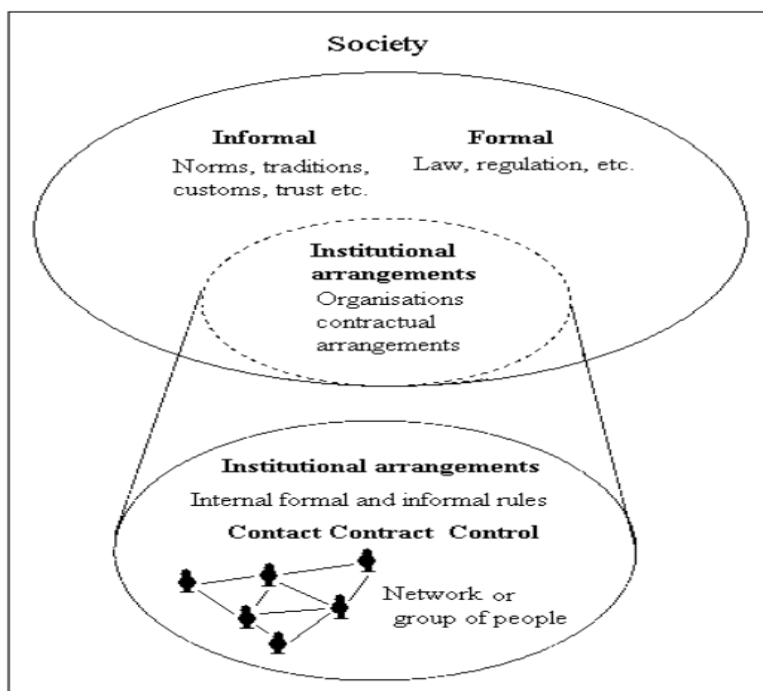 Society
Informal
Norms, traditions,
customs, trust etc.
Formal
Law, regulation, etc.
Institutional
arrangements
Organisations
contractual
arrangements
Institutional arrangements
Internal formal and informal rules
Contact Contract Control
Network or
group of people